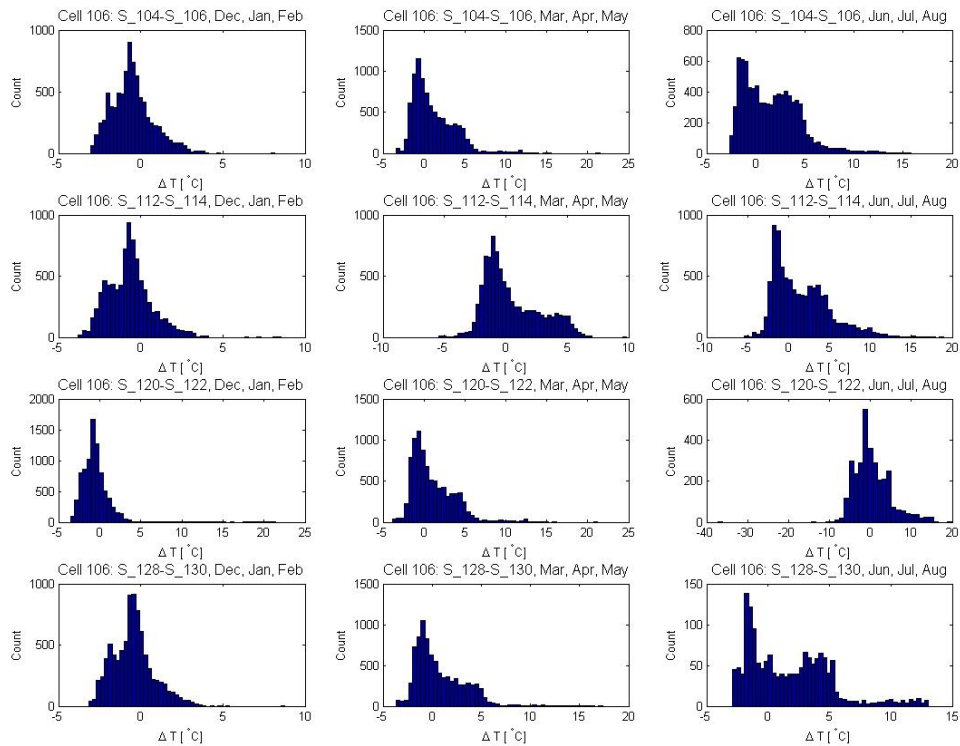 Cell 106: S_104-S_106, Dec, Jan, Feb
1000
500
0
Count
-5 0 5 10
Δ T [ °C]
Cell 106: S_104-S_106, Mar, Apr, May
1500
1000
500
0
Count
-5 0 5 10 15 20 25
Δ T [ °C]
Cell 106: S_104-S_106, Jun, Jul, Aug
800
600
400
200
0
Count
-5 0 5 10 15 20
Δ T [ °C]
Cell 106: S_112-S_114, Dec, Jan, Feb
1000
500
0
Count
-5 0 5 10
Δ T [ °C]
Cell 106: S_112-S_114, Mar, Apr, May
1000
500
0
Count
-10 -5 0 5 10
Δ T [ °C]
Cell 106: S_112-S_114, Jun, Jul, Aug
1000
500
0
Count
-10 -5 0 5 10 15 20
Δ T [ °C]
Cell 106: S_120-S_122, Dec, Jan, Feb
2000
1500
1000
500
0
Count
-5 0 5 10 15 20 25
Δ T [ °C]
Cell 106: S_120-S_122, Mar, Apr, May
1500
1000
500
0
Count
-5 0 5 10 15 20 25
Δ T [ °C]
Cell 106: S_120-S_122, Jun, Jul, Aug
600
400
200
0
Count
-40 -30 -20 -10 0 10 20
Δ T [ °C]
Cell 106: S_128-S_130, Dec, Jan, Feb
1000
500
0
Count
-5 0 5 10
Δ T [ °C]
Cell 106: S_128-S_130, Mar, Apr, May
1500
1000
500
0
Count
-5 0 5 10 15 20
Δ T [ °C]
Cell 106: S_128-S_130, Jun, Jul, Aug
150
100
50
0
Count
-5 0 5 10 15
Δ T [ °C]